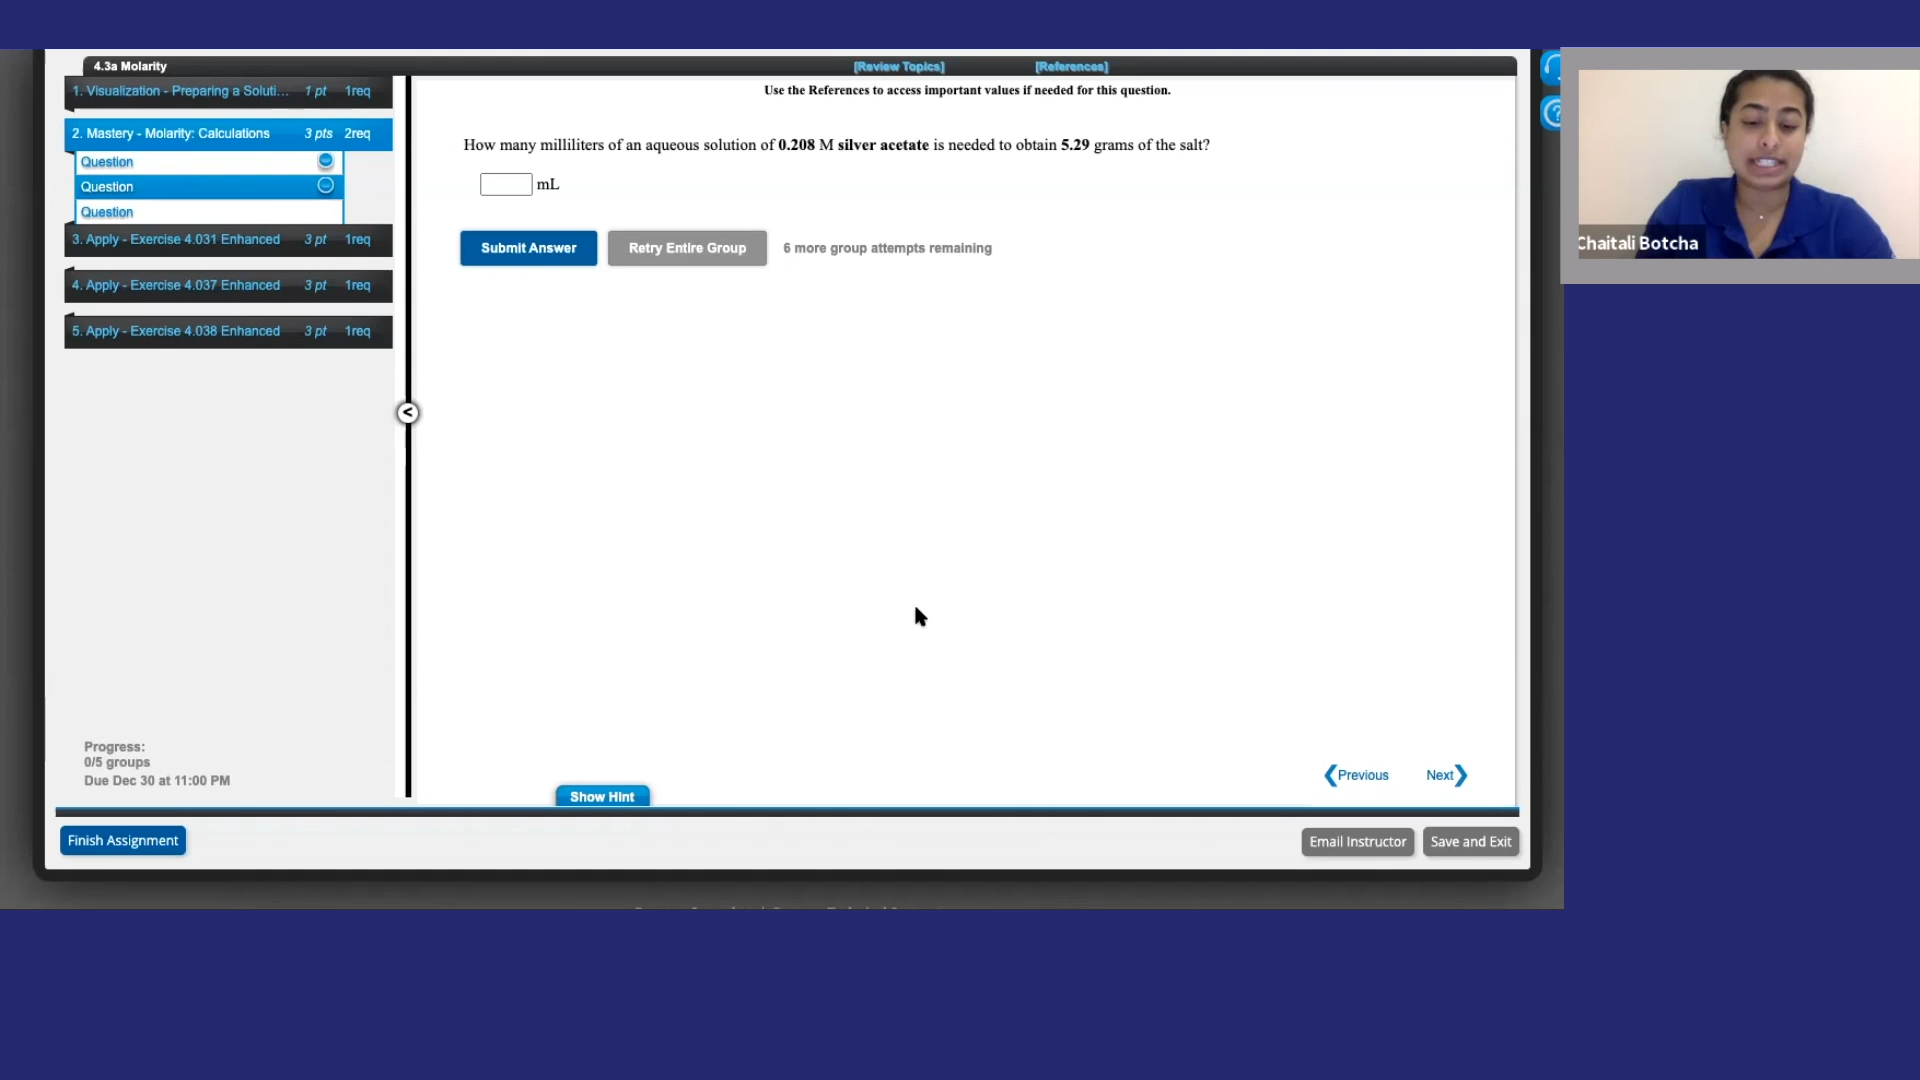 4.3a Molarity
[Review Topics]
[References]
1. Visualization - Preparing a Soluti... 1 pt 1req
2. Mastery - Molarity: Calculations 3 pts 2req
Question
Question
Question
3. Apply - Exercise 4.031 Enhanced 3 pt 1req
4. Apply - Exercise 4.037 Enhanced 3 pt 1req
5. Apply - Exercise 4.038 Enhanced 3 pt 1req
Use the References to access important values if needed for this question.
How many milliliters of an aqueous solution of 0.208 M silver acetate is needed to obtain 5.29 grams of the salt?
mL
Submit Answer
Retry Entire Group
6 more group attempts remaining
<
Chaitali Botcha
Progress:
0/5 groups
Due Dec 30 at 11:00 PM
Show Hint
Previous
Next
Finish Assignment
Email Instructor
Save and Exit